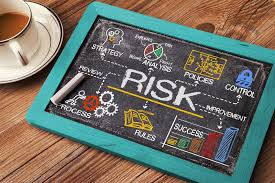 STRATEGY
ANALYSIS
POLICIES
CONTROL
REVIEW
RISK
IMPROVEMENT
PROCESS
RULES
SUCCESS